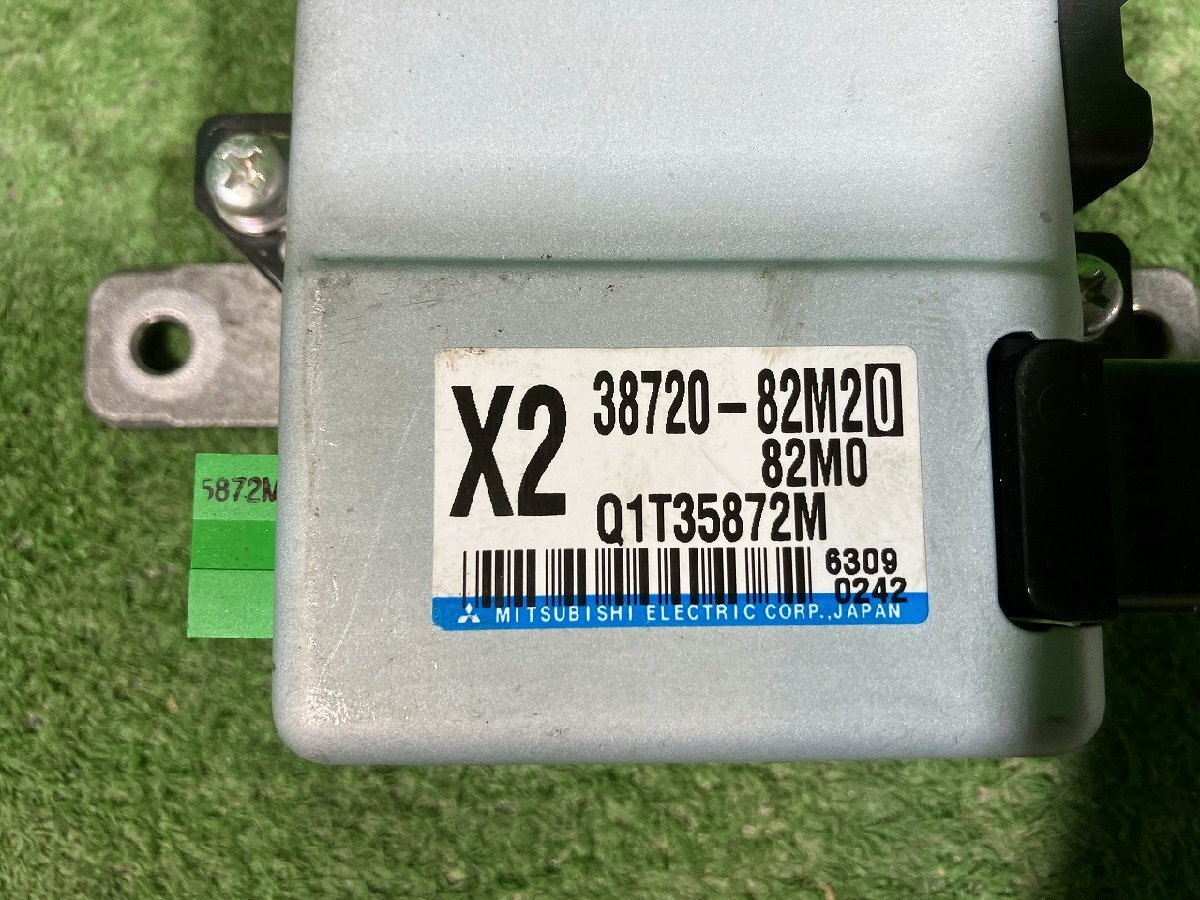 X2
38720-82M20
82M0
Q1T35872M
6309
0242
MITSUBISHI ELECTRIC CORP.,JAPAN
5872M